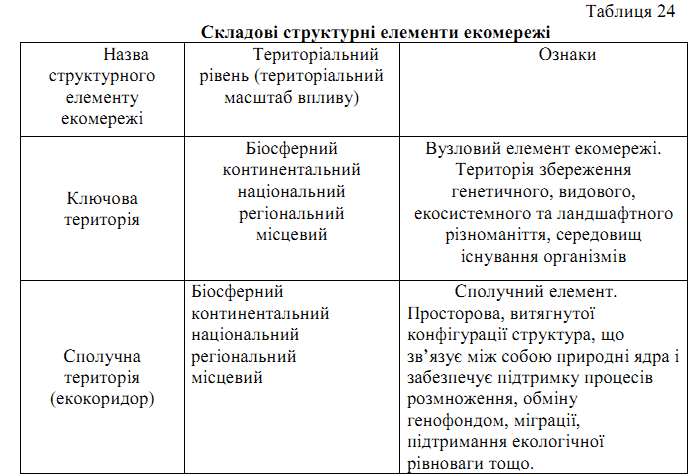 Таблиця 24
Складові структурні елементи екомережі
Назва
структурного
елементу
екомережі
Територіальний
рівень (територіальний
масштаб впливу)
Ознаки
Ключова
територія
Біосферний
континентальний
національний
регіональний
місцевий
Вузловий елемент екомережі.
Територія збереження
генетичного, видового,
екосистемного та ландшафтного
різноманіття, середовищ
існування організмів
Сполучна
територія
(екокоридор)
Біосферний
континентальний
національний
регіональний
місцевий
Сполучний елемент.
Просторова, витягнутої
конфігурації структура, що
зв’язує між собою природні ядра і
забезпечує підтримку процесів
розмноження, обміну
генофондом, міграції,
підтримання екологічної
рівноваги тощо.